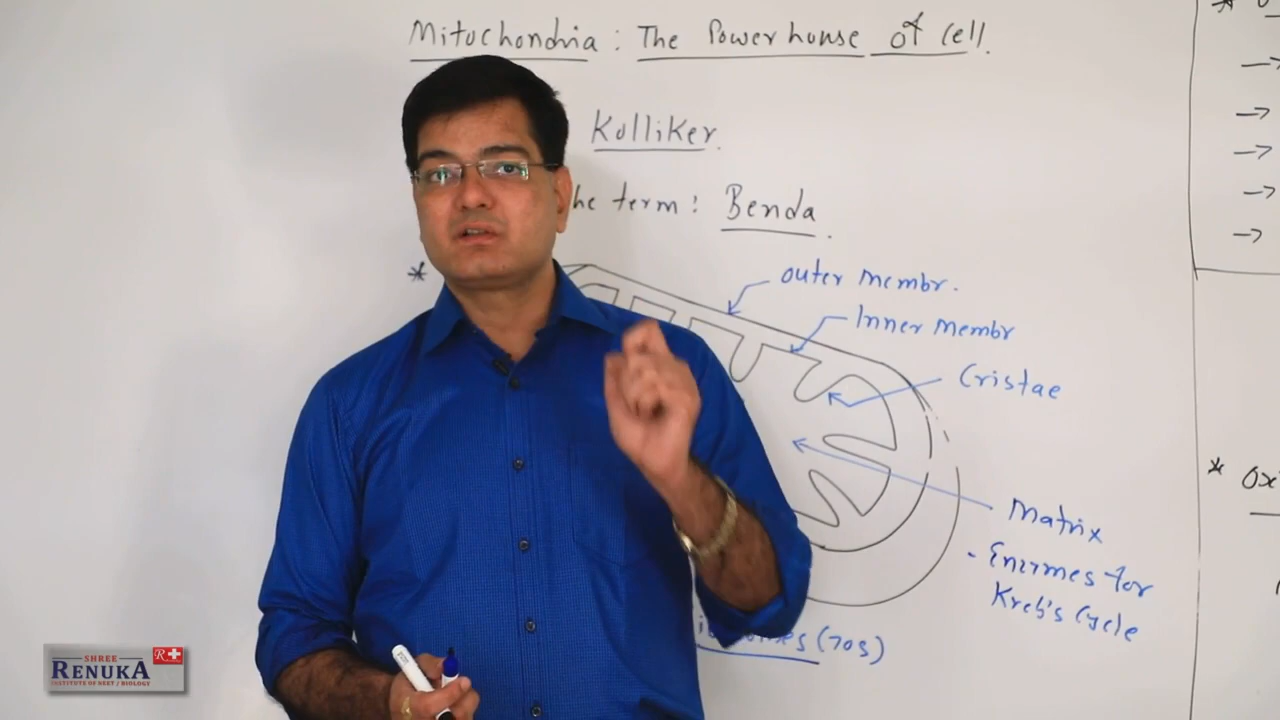 Mitochondria : The Powerhouse of Cell.
Kolliker.
the term : Benda.
*
outer membr.
Inner Membr
Cristae
Matrix
- Enzymes for
Kreb's Cycle
(70s)
*
→
→
→
→
→
*
SHREE
RENUKA
INSTITUTE OF NEET / BIOLOGY
R